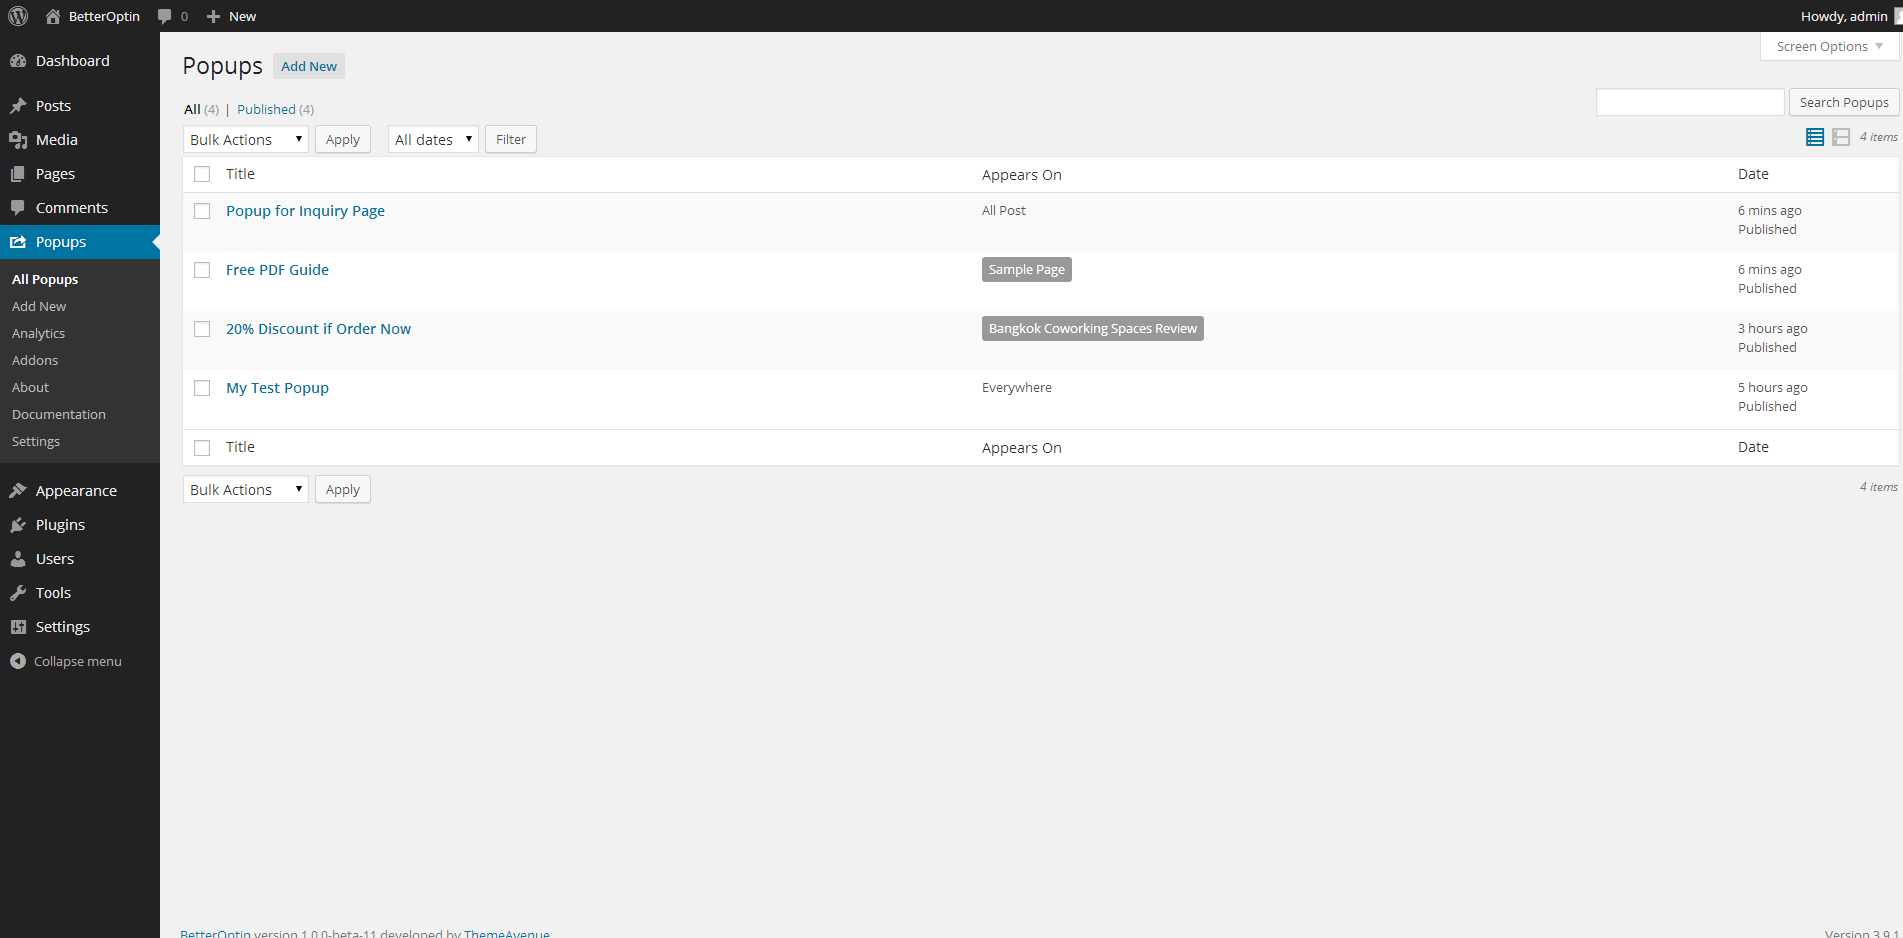 BetterOptin 0 New Howdy, admin
Screen Options
Dashboard
Posts
Media
Pages
Comments
Popups
All Popups
Add New
Analytics
Addons
About
Documentation
Settings
Appearance
Plugins
Users
Tools
Settings
Collapse menu
Popups Add New
All (4) | Published (4)
Search Popups
Bulk Actions Apply All dates Filter
4 items
Title Appears On Date
Popup for Inquiry Page All Post 6 mins ago
Published
Free PDF Guide Sample Page 6 mins ago
Published
20% Discount if Order Now Bangkok Coworking Spaces Review 3 hours ago
Published
My Test Popup Everywhere 5 hours ago
Published
Title Appears On Date
Bulk Actions Apply 4 items
BetterOptin version 1.0.0-beta-11 developed by ThemeAvenue Version 3.9.1